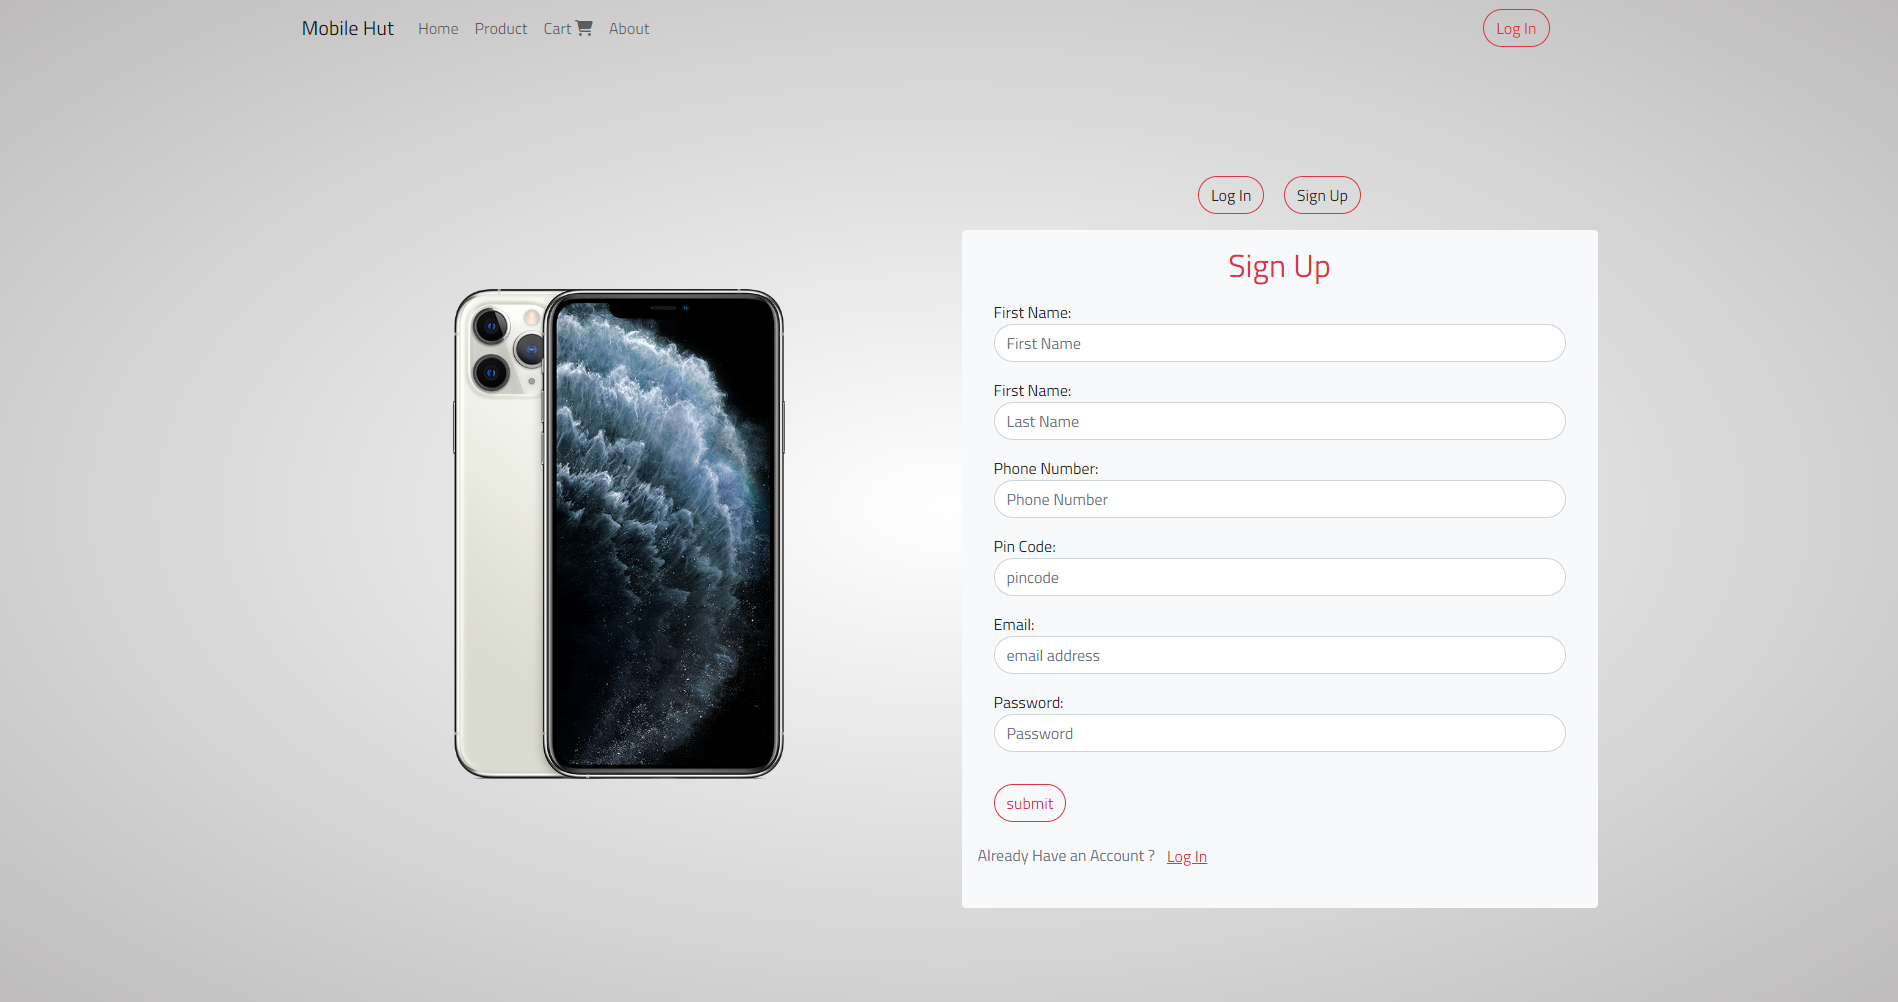 Mobile Hut Home Product Cart About Log In
Log In Sign Up
Sign Up
First Name:
First Name
First Name:
Last Name
Phone Number:
Phone Number
Pin Code:
pincode
Email:
email address
Password:
Password
submit
Already Have an Account ? Log In